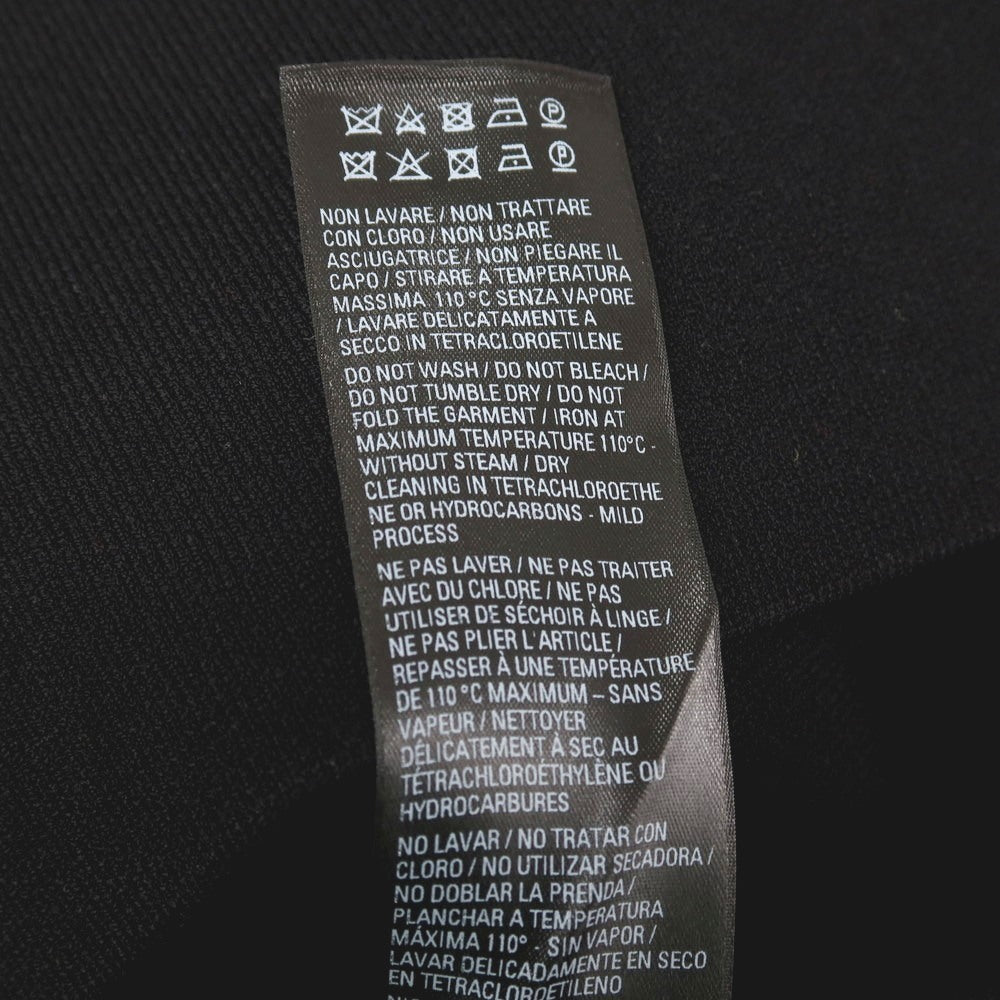 P
P
NON LAVARE / NON TRATTARE
CON CLORO / NON USARE
ASCIUGATRICE / NON PIEGARE IL
CAPO / STIRARE A TEMPERATURA
MASSIMA 110°C SENZA VAPORE
/ LAVARE DELICATAMENTE A
SECCO IN TETRACLOROETILENE
DO NOT WASH / DO NOT BLEACH /
DO NOT TUMBLE DRY / DO NOT
FOLD THE GARMENT / IRON AT
MAXIMUM TEMPERATURE 110°C -
WITHOUT STEAM / DRY
CLEANING IN TETRACHLOROETHE
NE OR HYDROCARBONS - MILD
PROCESS
NE PAS LAVER / NE PAS TRAITER
AVEC DU CHLORE / NE PAS
UTILISER DE SÉCHOIR À LINGE /
NE PAS PLIER L'ARTICLE /
REPASSER À UNE TEMPÉRATURE
DE 110 °C MAXIMUM – SANS
VAPEUR / NETTOYER
DÉLICATEMENT À SEC AU
TÉTRACHLOROÉTHYLÈNE OU
HYDROCARBURES
NO LAVAR / NO TRATAR CON
CLORO / NO UTILIZAR SECADORA /
NO DOBLAR LA PRENDA /
PLANCHAR A TEMPERATURA
MÁXIMA 110° - SIN VAPOR /
LAVAR DELICADAMENTE EN SECO
EN TETRACLOROETILENO